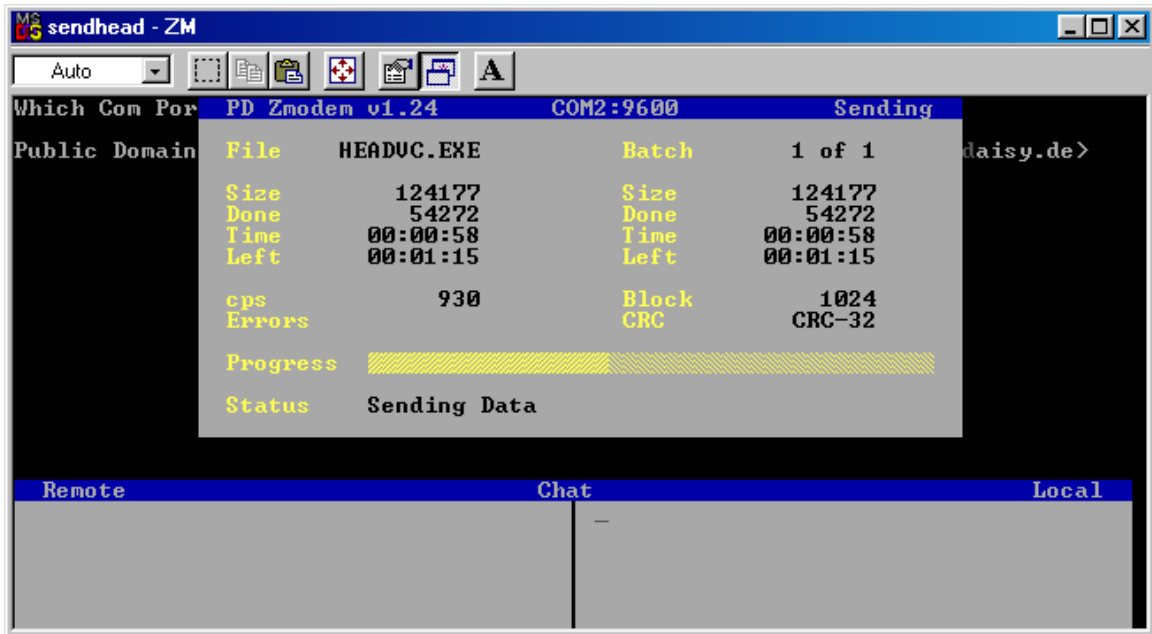 sendhead - ZM
Auto A
Which Com Por PD Zmodem v1.24 COM2:9600 Sending
Public Domain File HEADVC.EXE Batch 1 of 1 daisy.de>
Size 124177 Size 124177
Done 54272 Done 54272
Time 00:00:58 Time 00:00:58
Left 00:01:15 Left 00:01:15
cps 930 Block 1024
Errors CRC CRC-32
Progress
Status Sending Data
Remote Chat Local